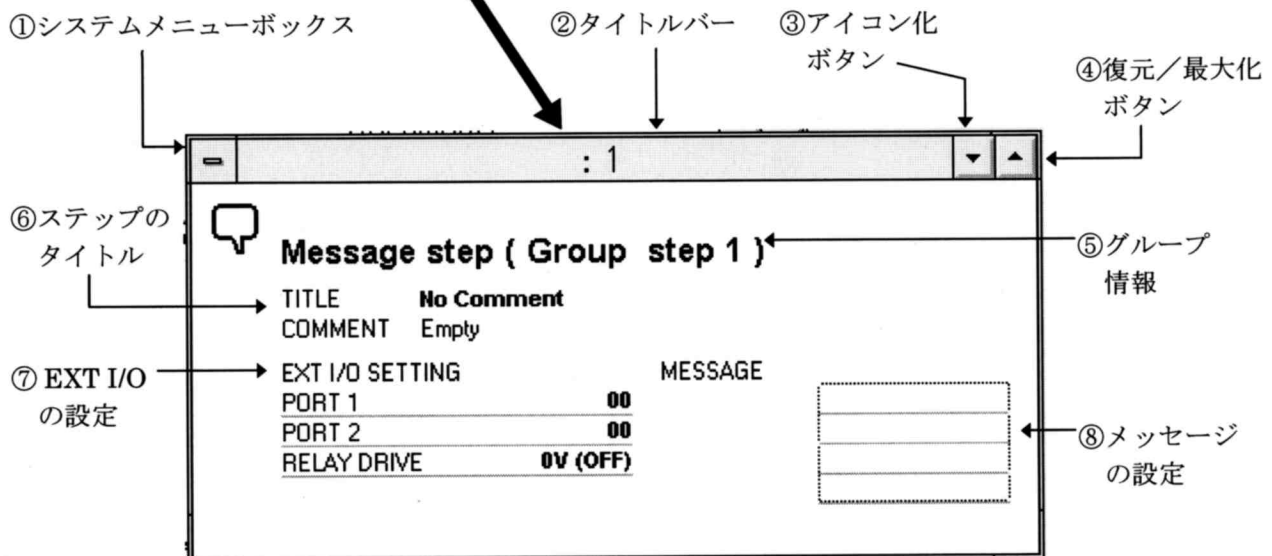 ①システムメニューボックス
②タイトルバー
③アイコン化
ボタン
④復元／最大化
ボタン
: 1
⑥ステップの
タイトル
Message step ( Group step 1 )
⑤グループ
情報
TITLE No Comment
COMMENT Empty
⑦ EXT I/O
の設定
EXT I/O SETTING MESSAGE
PORT 1 00
PORT 2 00
RELAY DRIVE 0V (OFF)
⑧メッセージ
の設定